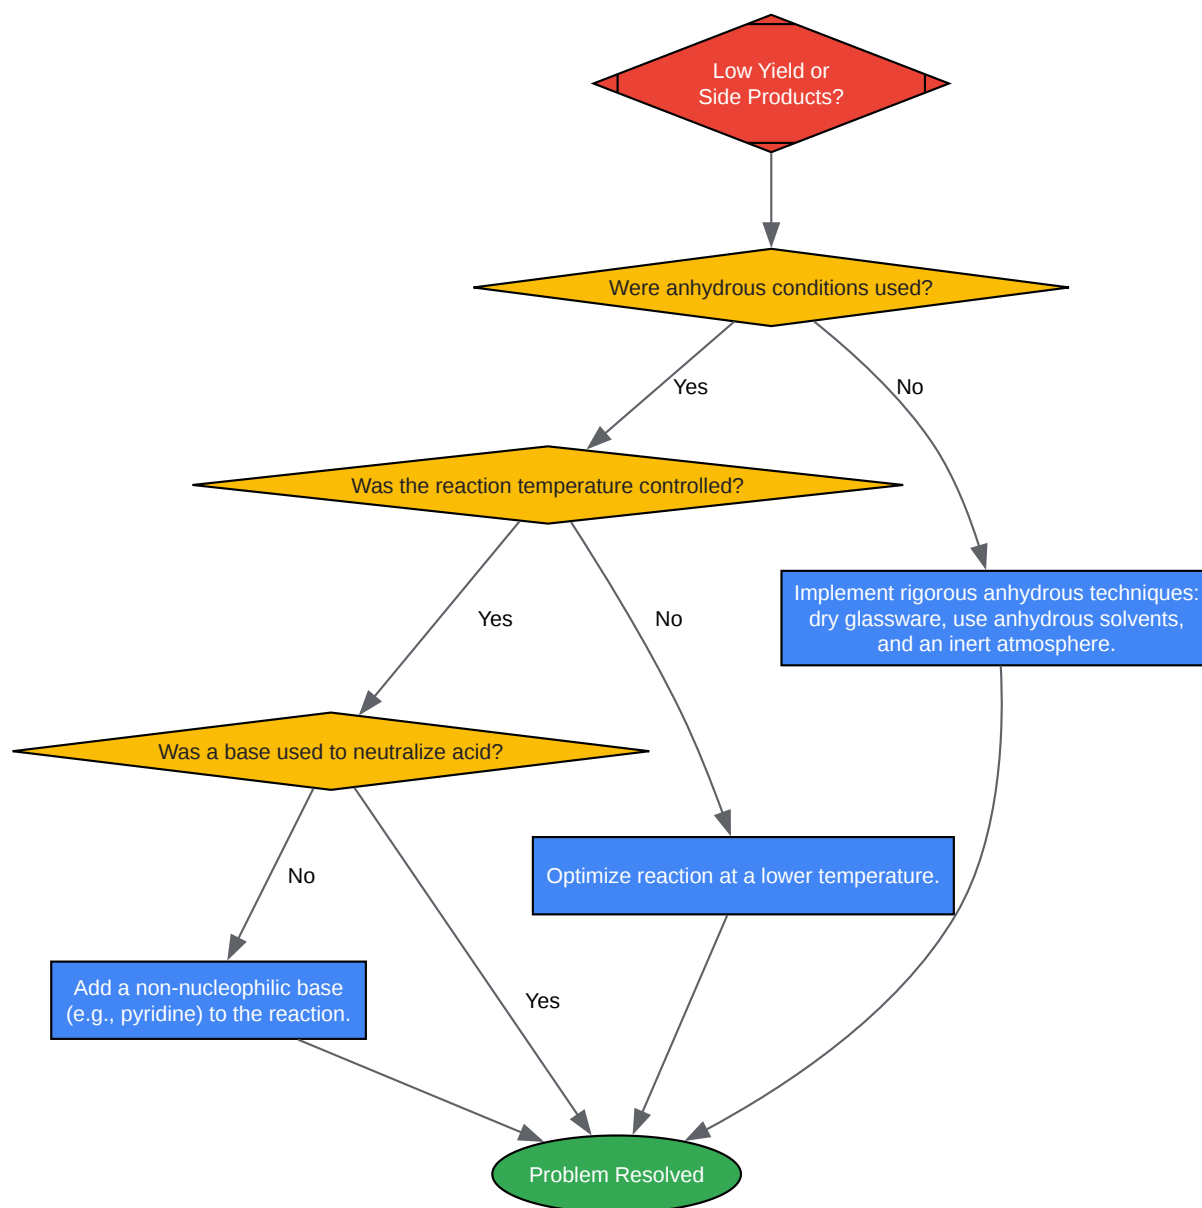 Low Yield or
Side Products?
Were anhydrous conditions used?
Yes
No
Was the reaction temperature controlled?
Implement rigorous anhydrous techniques:
dry glassware, use anhydrous solvents,
and an inert atmosphere.
Yes
No
Was a base used to neutralize acid?
Optimize reaction at a lower temperature.
No
Add a non-nucleophilic base
(e.g., pyridine) to the reaction.
Yes
Problem Resolved